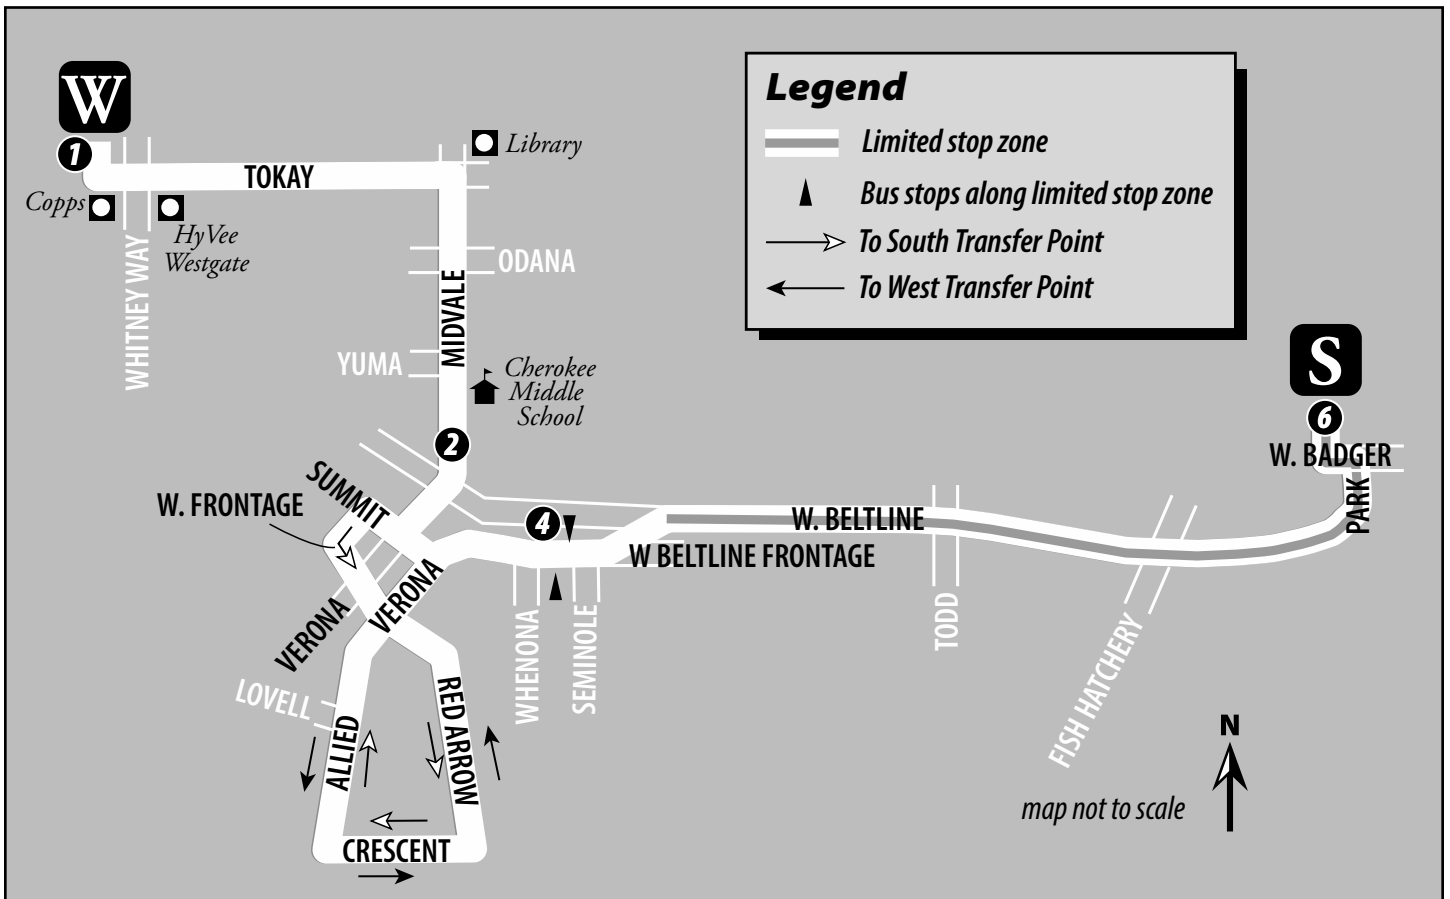 W
1
TOKAY
Library
Copps
HyVee
Westgate
WHITNEY WAY
ODANA
MIDVALE
YUMA
Cherokee
Middle
School
2
Legend
Limited stop zone
Bus stops along limited stop zone
To South Transfer Point
To West Transfer Point
S
6
W. BADGER
PARK
SUMMIT
W. FRONTAGE
4
W. BELTLINE
W BELTLINE FRONTAGE
VERONA
VERONA
WHENONA
SEMINOLE
TODD
FISH HATCHERY
LOVELL
ALLIED
RED ARROW
CRESCENT
N
map not to scale